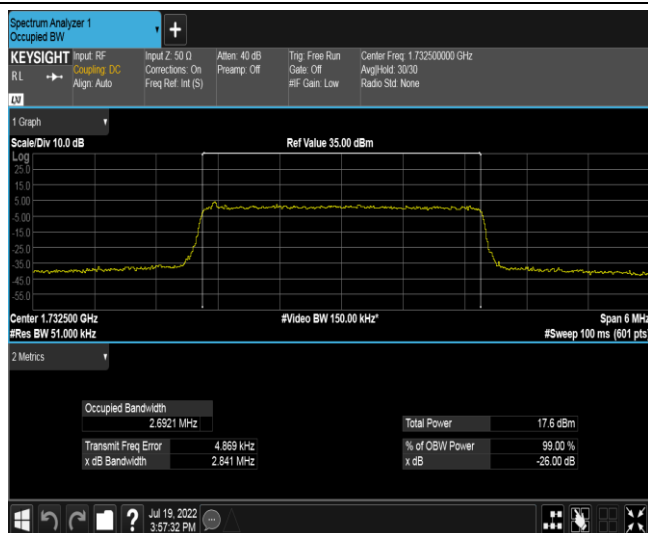 Spectrum Analyzer 1
Occupied BW
+
KEYSIGHT Input: RF Input Z: 50 Ω Atten: 40 dB Trig: Free Run Center Freq: 1.732500000 GHz
RL Coupling: DC Corrections: On Preamp: Off Gate: Off Avg|Hold: 30/30
Align: Auto Freq Ref: Int (S) #IF Gain: Low Radio Std: None
LXI
1 Graph
Scale/Div 10.0 dB Ref Value 35.00 dBm
Log
25.0
15.0
5.00
-5.00
-15.0
-25.0
-35.0
-45.0
-55.0
Center 1.732500 GHz #Video BW 150.00 kHz* Span 6 MHz
#Res BW 51.000 kHz #Sweep 100 ms (601 pts)
2 Metrics
Occupied Bandwidth
2.6921 MHz Total Power 17.6 dBm
Transmit Freq Error 4.869 kHz % of OBW Power 99.00 %
x dB Bandwidth 2.841 MHz x dB -26.00 dB
? Jul 19, 2022
3:57:32 PM